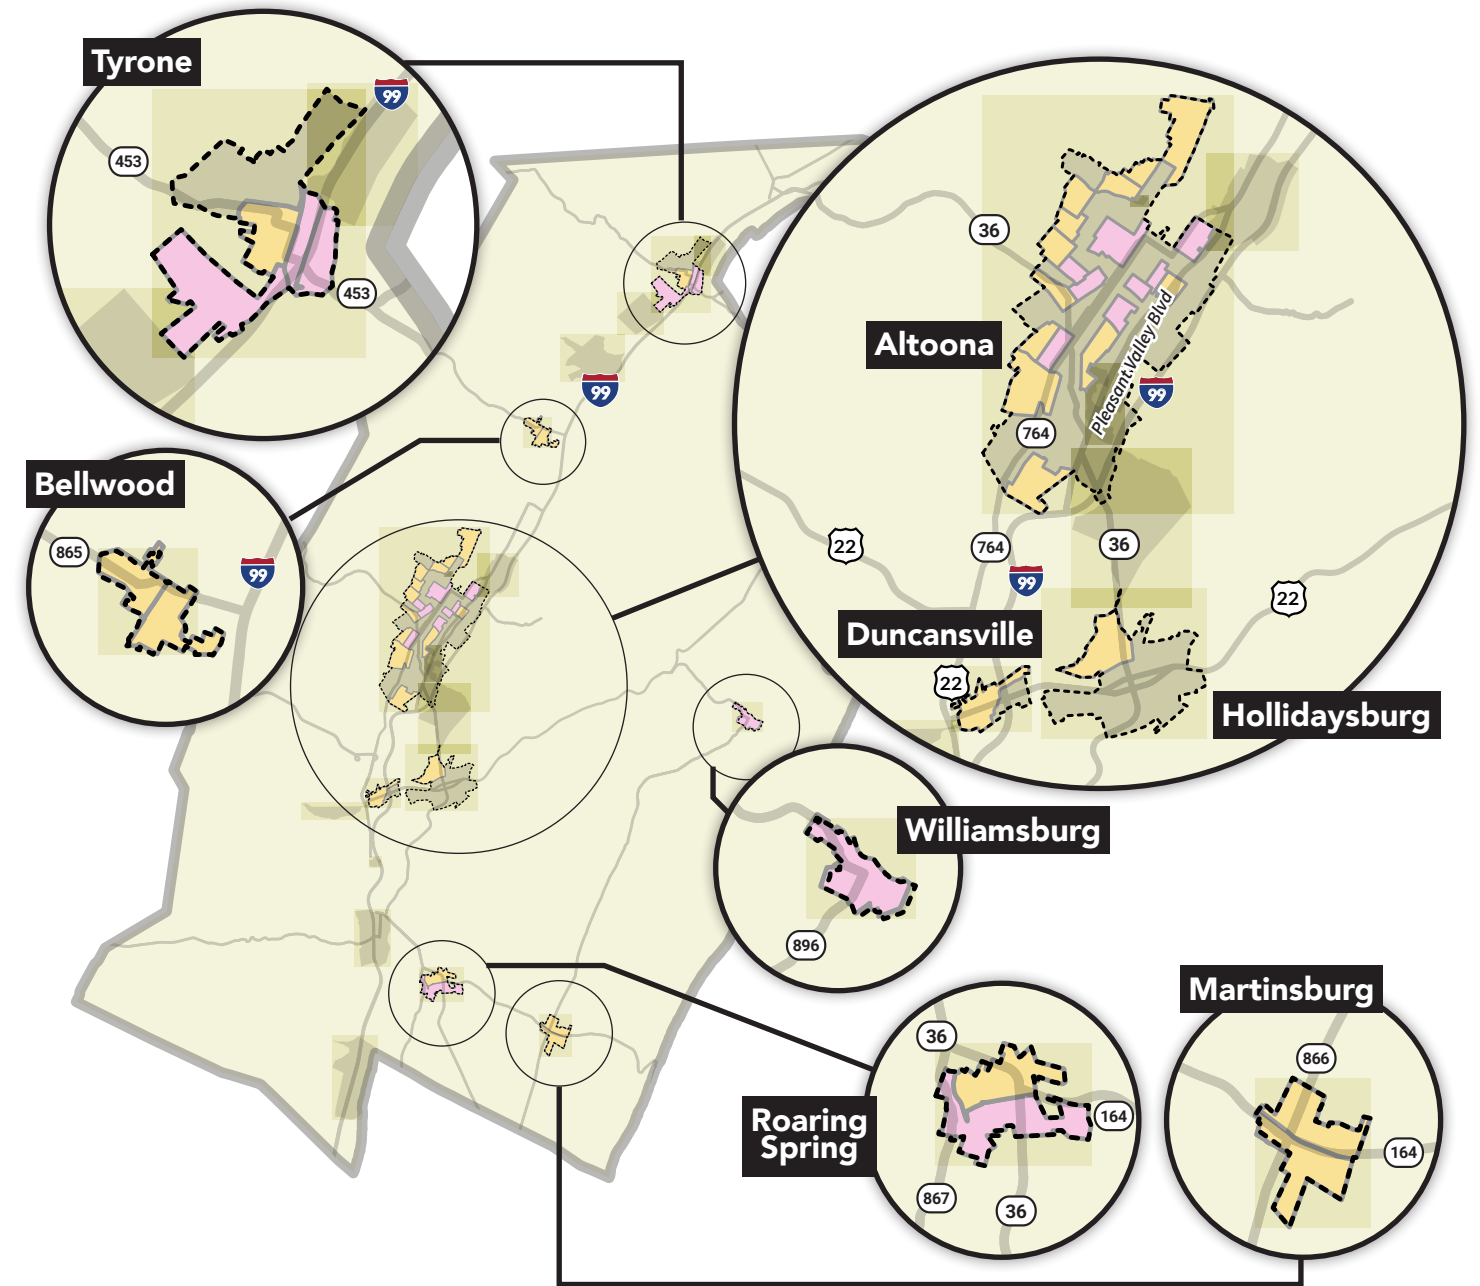 Tyrone
99
453
453
36
Altoona
Pleasant Valley Blvd
99
99
764
Bellwood
865
99
22
764
36
99
22
Duncansville
22
Hollidaysburg
Williamsburg
896
Martinsburg
36
866
Roaring
Spring
164
164
867
36